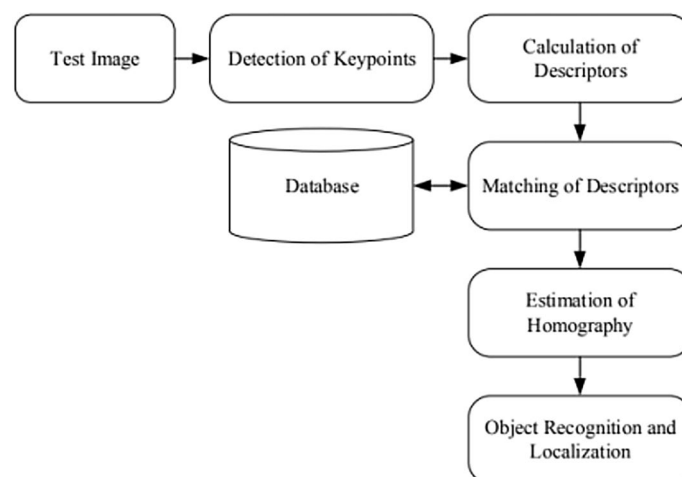 Test Image
Detection of Keypoints
Calculation of
Descriptors
Database
Matching of Descriptors
Estimation of
Homography
Object Recognition and
Localization